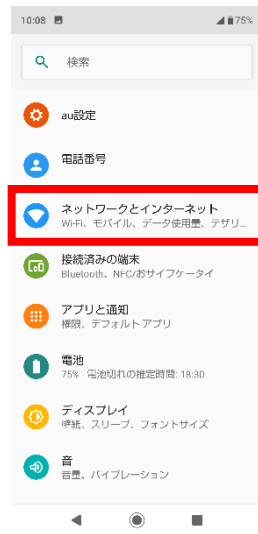 10:08 75%
検索
au設定
電話番号
ネットワークとインターネット
Wi-Fi、モバイル、データ使用量、テザリ...
接続済みの端末
Bluetooth、NFC/おサイフケータイ
アプリと通知
権限、デフォルト アプリ
電池
75% - 電池切れの推定時間: 18:30
ディスプレイ
壁紙、スリープ、フォントサイズ
音
音量、バイブレーション